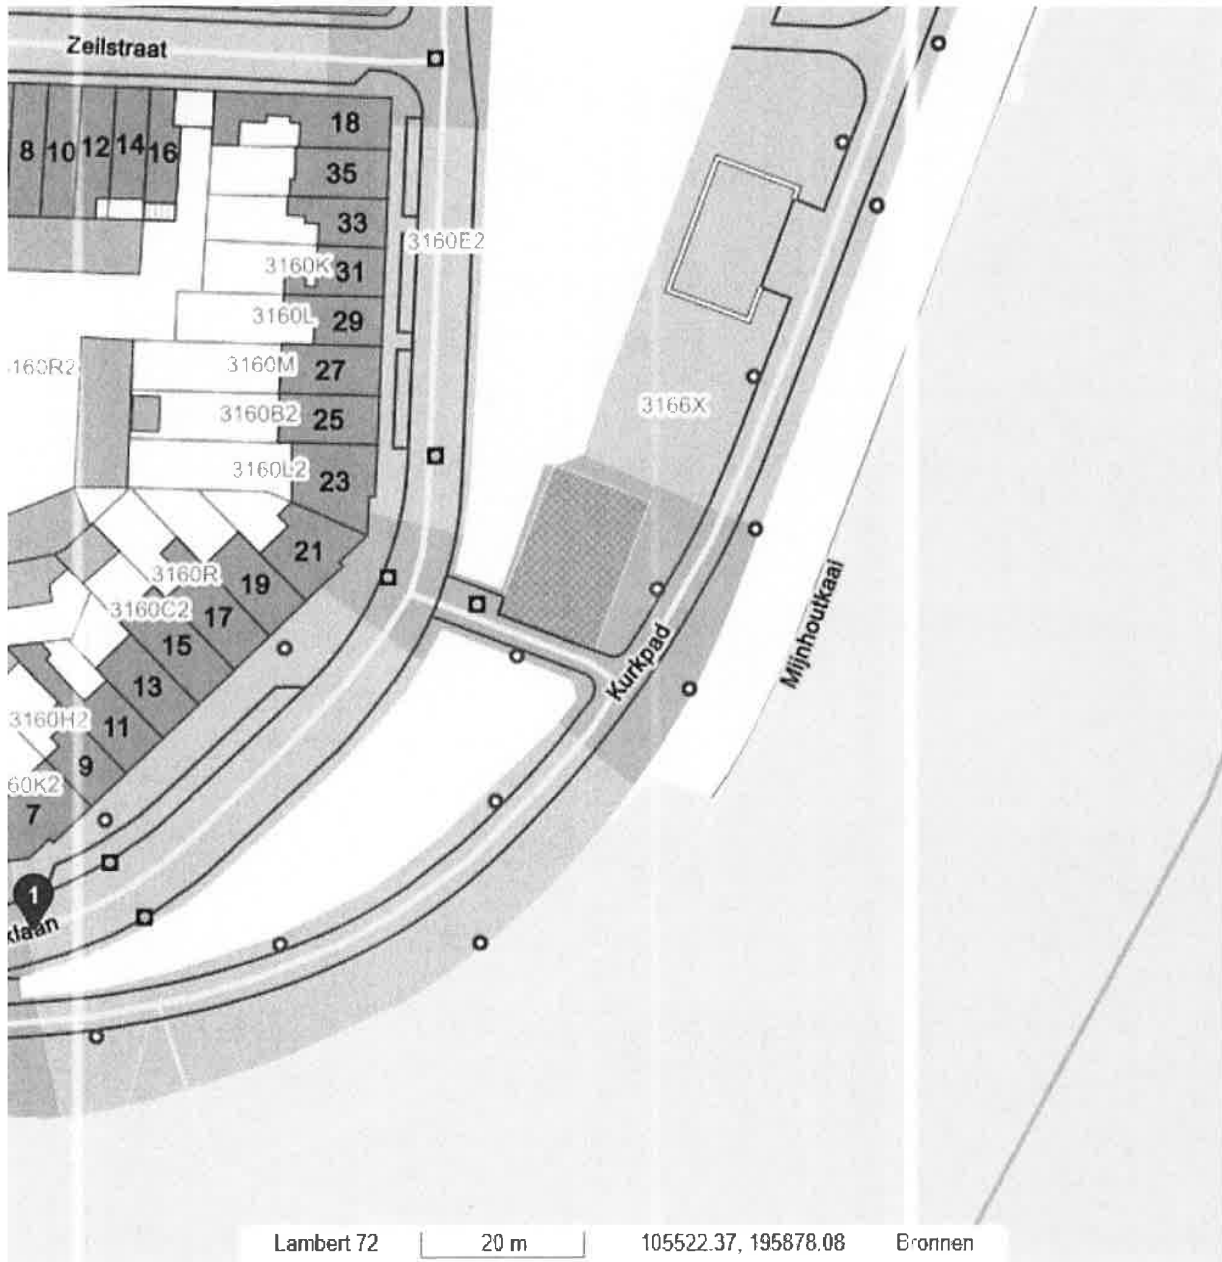 Zeilstraat
18
8 10 12 14 16
35
33
3160E2
3160K 31
3160L 29
160R2
3160M 27
3166X
3160B2 25
3160L2 23
21
3160R 19
3160C2 17
15
Mijnhoutkaai
Kurkpad
13
3160H2 11
9
60K2
7
1
klaan
Lambert 72 20 m 105522.37, 195878.08 Bronnen